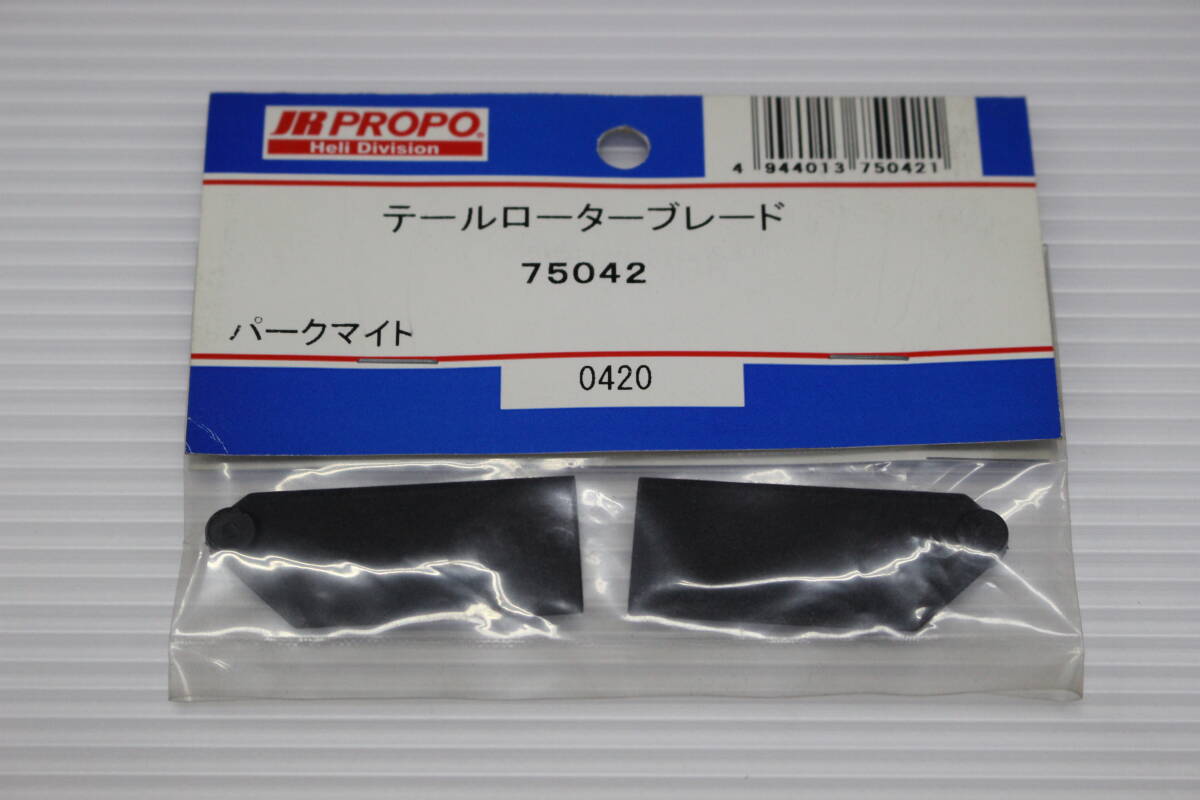 JR PROPO®
Heli Division
4 944013 750421
テールローターブレード
75042
パークマイト
0420